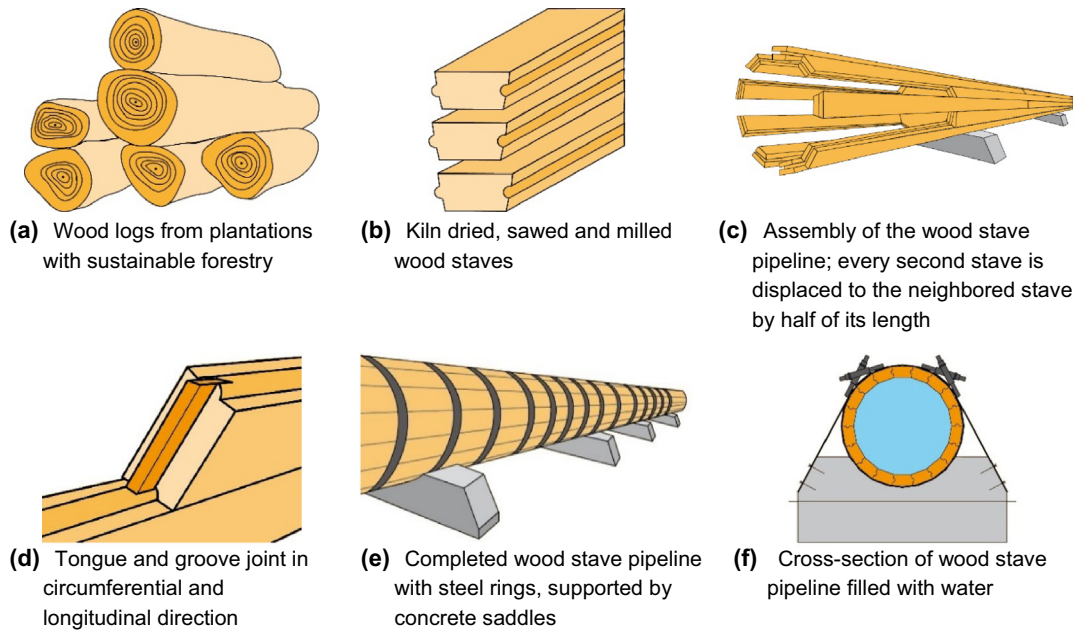 (a) Wood logs from plantations
with sustainable forestry
(b) Kiln dried, sawed and milled
wood staves
(c) Assembly of the wood stave
pipeline; every second stave is
displaced to the neighbored stave
by half of its length
(d) Tongue and groove joint in
circumferential and
longitudinal direction
(e) Completed wood stave pipeline
with steel rings, supported by
concrete saddles
(f) Cross-section of wood stave
pipeline filled with water